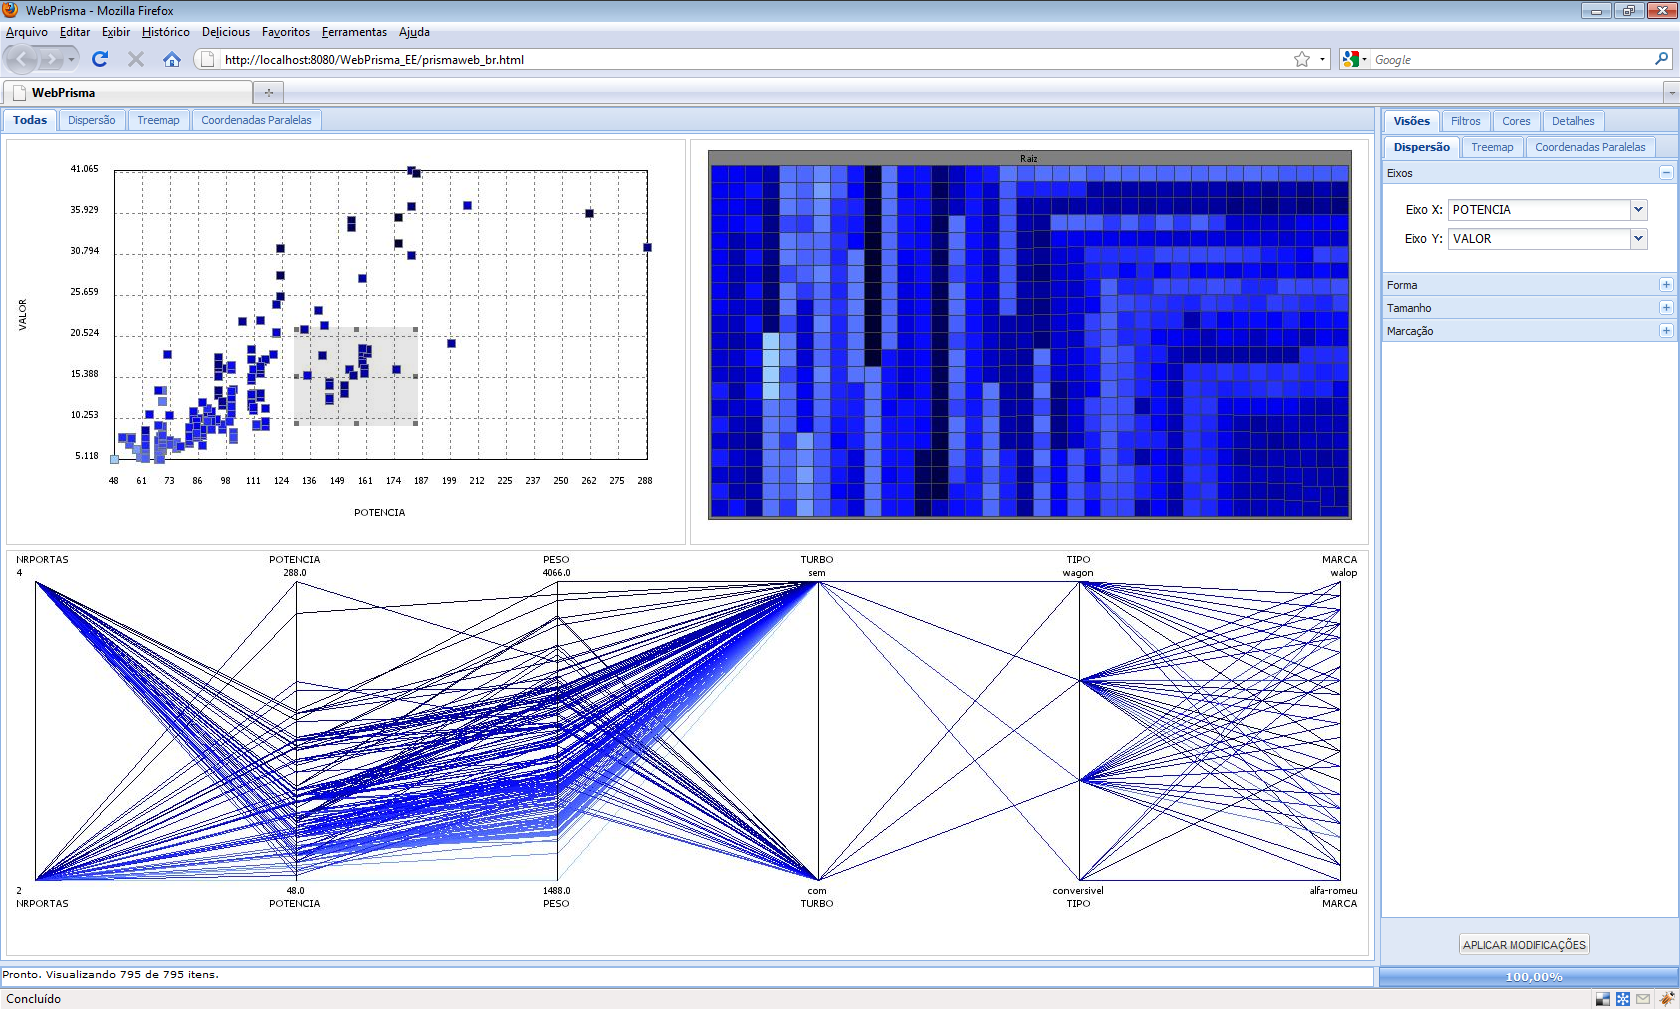 WebPrisma - Mozilla Firefox
Arquivo Editar Exibir Histórico Delicious Favoritos Ferramentas Ajuda
http://localhost:8080/WebPrisma_EE/prismaweb_br.html
Google
WebPrisma
Todas Dispersão Treemap Coordenadas Paralelas
Visões Filtros Cores Detalhes
Dispersão Treemap Coordenadas Paralelas
Eixos
Eixo X: POTENCIA
Eixo Y: VALOR
Forma
Tamanho
Marcação
APLICAR MODIFICAÇÕES
VALOR
41.065
35.929
30.794
25.659
20.524
15.388
10.253
5.118
48 61 73 86 98 111 124 136 149 161 174 187 199 212 225 237 250 262 275 288
POTENCIA
Raiz
NRPORTAS POTENCIA PESO TURBO TIPO MARCA
4 288.0 4066.0 sem wagon walop
2 48.0 1488.0 com conversivel alfa-romeu
NRPORTAS POTENCIA PESO TURBO TIPO MARCA
Pronto. Visualizando 795 de 795 itens.
100,00%
Concluído